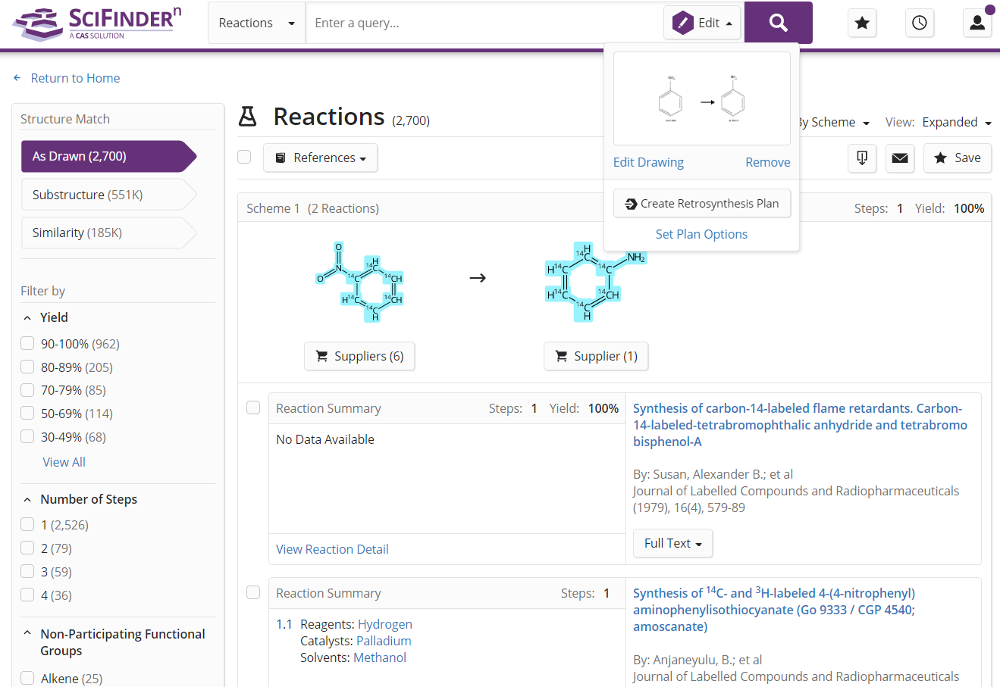 SCIFINDERⁿ
A CAS SOLUTION
Reactions
Enter a query...
Edit
Return to Home
Structure Match
As Drawn (2,700)
Substructure (551K)
Similarity (185K)
Filter by
Yield
90-100% (962)
80-89% (205)
70-79% (85)
50-69% (114)
30-49% (68)
View All
Number of Steps
1 (2,526)
2 (79)
3 (59)
4 (36)
Non-Participating Functional
Groups
Alkene (25)
Reactions (2,700)
By Scheme View: Expanded
References
Save
Edit Drawing Remove
Create Retrosynthesis Plan
Set Plan Options
Scheme 1 (2 Reactions) Steps: 1 Yield: 100%
O
N
O
¹⁴C
H
¹⁴C
¹⁴CH
H¹⁴C
¹⁴CH
¹⁴C
H
H
¹⁴C
NH₂
H¹⁴C
¹⁴C
H¹⁴C
¹⁴CH
¹⁴C
H
Suppliers (6)
Supplier (1)
Reaction Summary Steps: 1 Yield: 100%
No Data Available
View Reaction Detail
Synthesis of carbon-14-labeled flame retardants. Carbon-
14-labeled-tetrabromophthalic anhydride and tetrabromo
bisphenol-A
By: Susan, Alexander B.; et al
Journal of Labelled Compounds and Radiopharmaceuticals
(1979), 16(4), 579-89
Full Text
Reaction Summary Steps: 1
1.1 Reagents: Hydrogen
Catalysts: Palladium
Solvents: Methanol
Synthesis of ¹⁴C- and ³H-labeled 4-(4-nitrophenyl)
aminophenylisothiocyanate (Go 9333 / CGP 4540;
amoscanate)
By: Anjaneyulu, B.; et al
Journal of Labelled Compounds and Radiopharmaceuticals